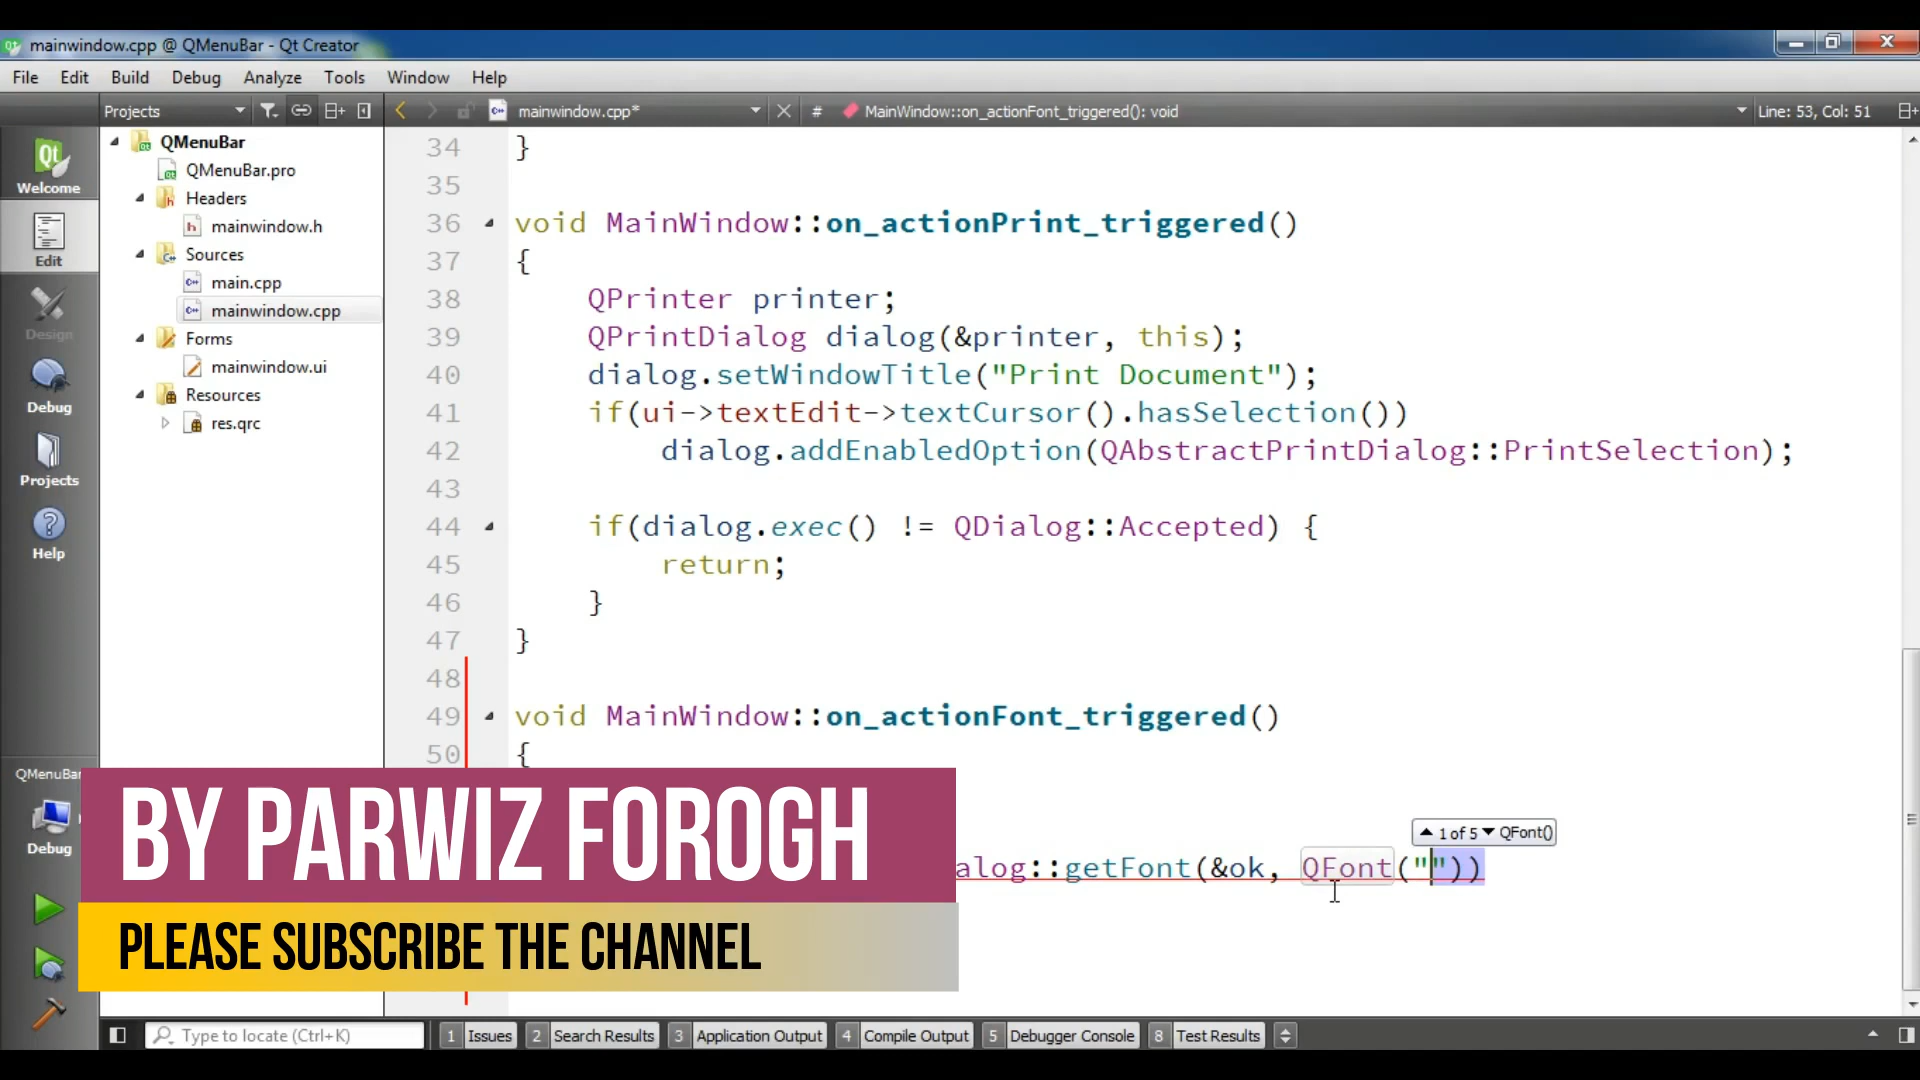 mainwindow.cpp @ QMenuBar - Qt Creator
File Edit Build Debug Analyze Tools Window Help
Projects mainwindow.cpp* # MainWindow::on_actionFont_triggered(): void Line: 53, Col: 51
Welcome
Edit
Design
Debug
Projects
Help
QMenuBar
Debug
QMenuBar
QMenuBar.pro
Headers
mainwindow.h
Sources
main.cpp
mainwindow.cpp
Forms
mainwindow.ui
Resources
res.qrc
34 }
35
36 void MainWindow::on_actionPrint_triggered()
37 {
38 QPrinter printer;
39 QPrintDialog dialog(&printer, this);
40 dialog.setWindowTitle("Print Document");
41 if(ui->textEdit->textCursor().hasSelection())
42 dialog.addEnabledOption(QAbstractPrintDialog::PrintSelection);
43
44 if(dialog.exec() != QDialog::Accepted) {
45 return;
46 }
47 }
48
49 void MainWindow::on_actionFont_triggered()
50 {
1 of 5 QFont()
alog::getFont(&ok, QFont(""))
BY PARWIZ FOROGH
PLEASE SUBSCRIBE THE CHANNEL
Type to locate (Ctrl+K) 1 Issues 2 Search Results 3 Application Output 4 Compile Output 5 Debugger Console 8 Test Results